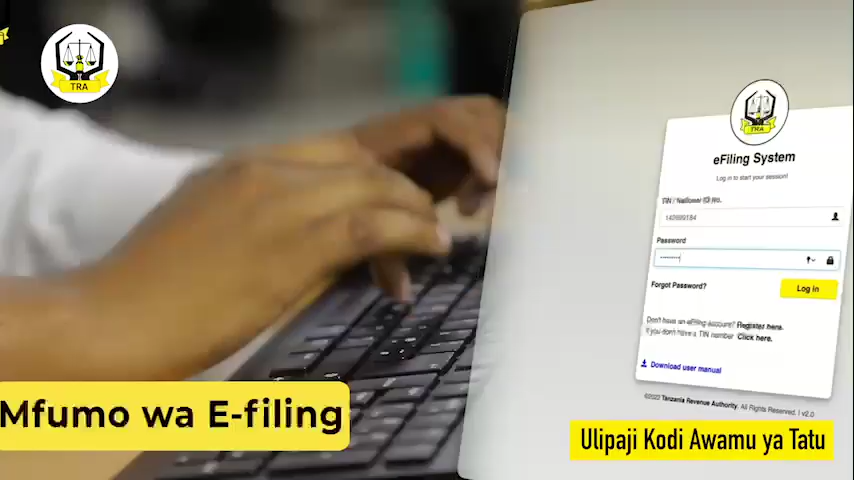 TRA
TRA
eFiling System
Log in to start your session!
TIN / National ID No.
Password
Forgot Password?
Log in
Don't have an eFiling account? Register here.
If you don't have a TIN number Click here.
Download user manual
©2022 Tanzania Revenue Authority. All Rights Reserved. | v2.0
Mfumo wa E-filing
Ulipaji Kodi Awamu ya Tatu